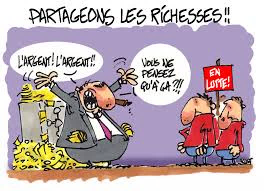 PARTAGEONS LES RICHESSES!!
L'ARGENT! L'ARGENT!!
VOUS NE
PENSEZ
QU'À ÇA?!!
EN
LUTTE!